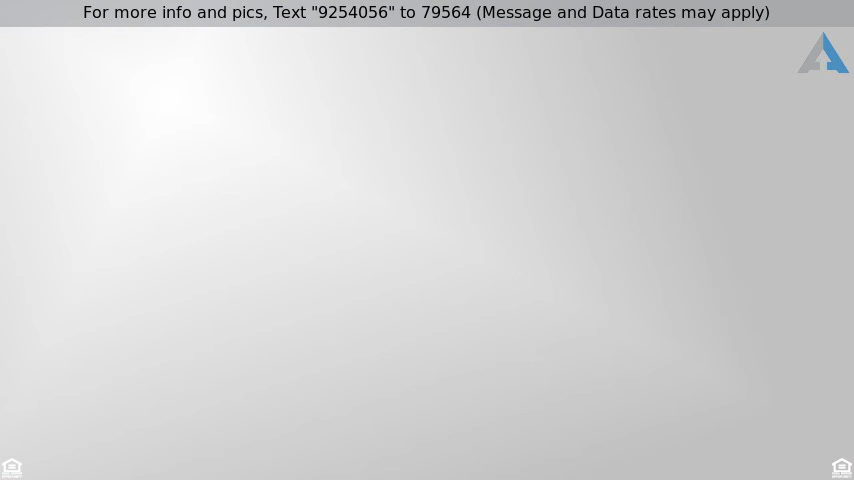 For more info and pics, Text "9254056" to 79564 (Message and Data rates may apply)